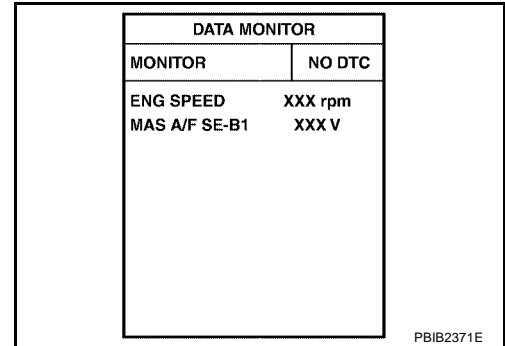 DATA MONITOR
MONITOR NO DTC
ENG SPEED XXX rpm
MAS A/F SE-B1 XXX V
PBIB2371E